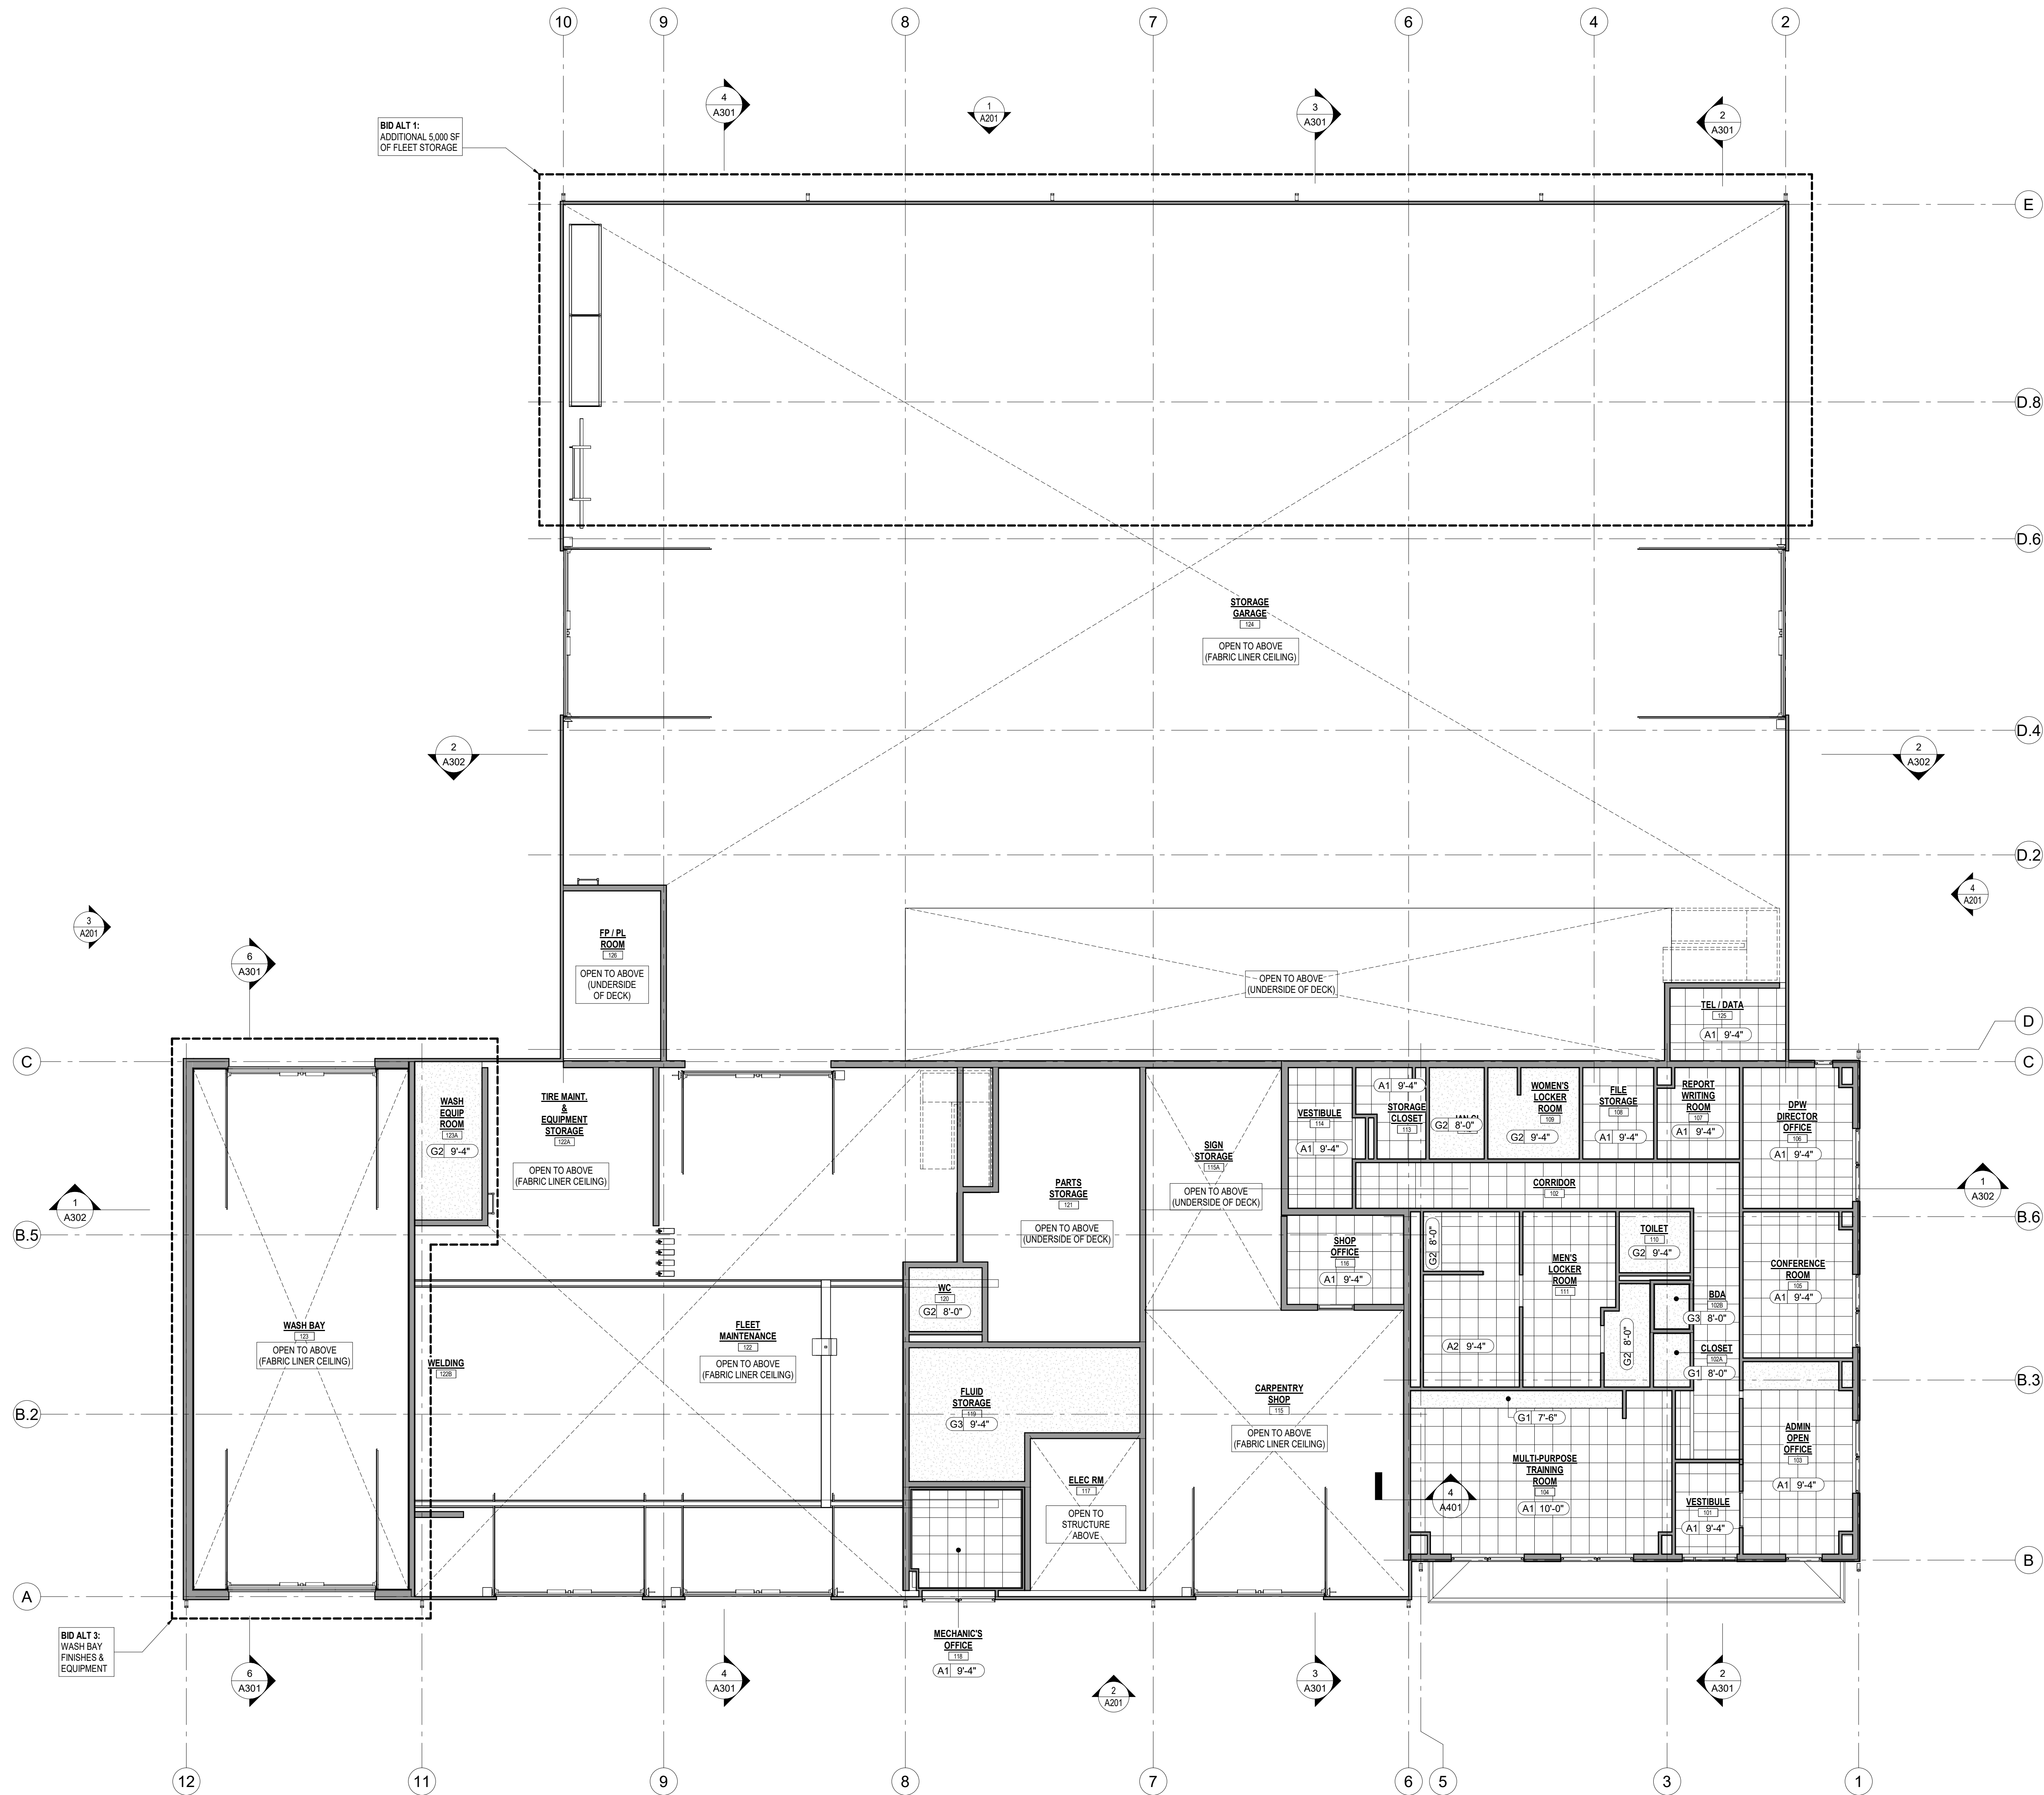 10
9
8
7
6
4
2
4
A301
1
A201
3
A301
2
A301
BID ALT 1:
ADDITIONAL 5,000 SF
OF FLEET STORAGE
E
D.8
D.6
STORAGE
GARAGE
124
OPEN TO ABOVE
(FABRIC LINER CEILING)
D.4
2
A302
2
A302
D.2
4
A201
3
A201
FP / PL
ROOM
126
OPEN TO ABOVE
(UNDERSIDE
OF DECK)
6
A301
OPEN TO ABOVE
(UNDERSIDE OF DECK)
TEL / DATA
125
A1 9'-4"
D
C
C
WASH
EQUIP
ROOM
123A
G2 9'-4"
TIRE MAINT.
&
EQUIPMENT
STORAGE
122A
OPEN TO ABOVE
(FABRIC LINER CEILING)
SIGN
STORAGE
115A
OPEN TO ABOVE
(UNDERSIDE OF DECK)
PARTS
STORAGE
121
OPEN TO ABOVE
(UNDERSIDE OF DECK)
VESTIBULE
114
A1 9'-4"
A1 9'-4"
STORAGE
CLOSET
113
G2 8'-0"
WOMEN'S
LOCKER
ROOM
109
G2 9'-4"
FILE
STORAGE
108
A1 9'-4"
REPORT
WRITING
ROOM
107
A1 9'-4"
DPW
DIRECTOR
OFFICE
106
A1 9'-4"
1
A302
1
A302
CORRIDOR
102
B.6
B.5
SHOP
OFFICE
116
A1 9'-4"
G2 8'-0"
MEN'S
LOCKER
ROOM
111
TOILET
110
G2 9'-4"
CONFERENCE
ROOM
105
A1 9'-4"
WC
120
G2 8'-0"
BDA
102B
G3 8'-0"
WASH BAY
123
OPEN TO ABOVE
(FABRIC LINER CEILING)
WELDING
122B
FLEET
MAINTENANCE
122
OPEN TO ABOVE
(FABRIC LINER CEILING)
A2 9'-4"
G2 8'-0"
CLOSET
102A
G1 8'-0"
B.3
B.2
FLUID
STORAGE
119
G3 9'-4"
CARPENTRY
SHOP
115
OPEN TO ABOVE
(FABRIC LINER CEILING)
G1 7'-6"
ADMIN
OPEN
OFFICE
103
A1 9'-4"
ELEC RM
117
OPEN TO
STRUCTURE
ABOVE
4
A401
MULTI-PURPOSE
TRAINING
ROOM
104
A1 10'-0"
VESTIBULE
101
A1 9'-4"
B
A
BID ALT 3:
WASH BAY
FINISHES &
EQUIPMENT
MECHANIC'S
OFFICE
118
A1 9'-4"
6
A301
4
A301
2
A201
3
A301
2
A301
12
11
9
8
7
6
5
3
1